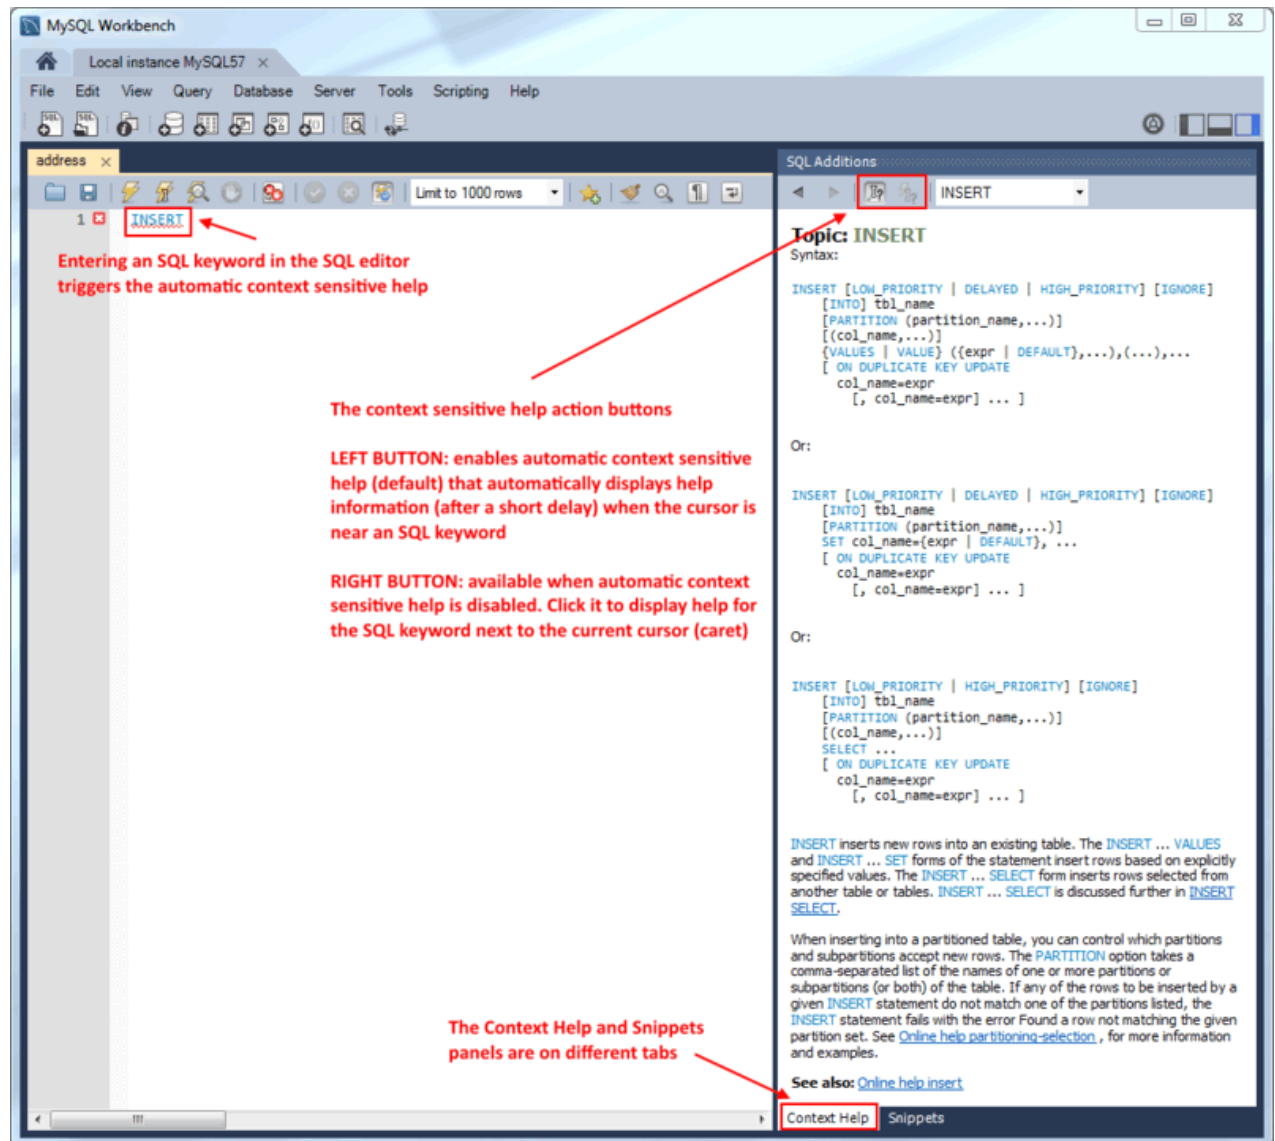 MySQL Workbench
Local instance MySQL57
File Edit View Query Database Server Tools Scripting Help
address
Limit to 1000 rows
1 INSERT
Entering an SQL keyword in the SQL editor
triggers the automatic context sensitive help
The context sensitive help action buttons
LEFT BUTTON: enables automatic context sensitive
help (default) that automatically displays help
information (after a short delay) when the cursor is
near an SQL keyword
RIGHT BUTTON: available when automatic context
sensitive help is disabled. Click it to display help for
the SQL keyword next to the current cursor (caret)
The Context Help and Snippets
panels are on different tabs
SQL Additions
INSERT
Topic: INSERT
Syntax:
INSERT [LOW_PRIORITY | DELAYED | HIGH_PRIORITY] [IGNORE]
[INTO] tbl_name
[PARTITION (partition_name,...)]
[(col_name,...)]
{VALUES | VALUE} ({expr | DEFAULT},...),(...),...
[ ON DUPLICATE KEY UPDATE
col_name=expr
[, col_name=expr] ... ]
Or:
INSERT [LOW_PRIORITY | DELAYED | HIGH_PRIORITY] [IGNORE]
[INTO] tbl_name
[PARTITION (partition_name,...)]
SET col_name={expr | DEFAULT}, ...
[ ON DUPLICATE KEY UPDATE
col_name=expr
[, col_name=expr] ... ]
Or:
INSERT [LOW_PRIORITY | HIGH_PRIORITY] [IGNORE]
[INTO] tbl_name
[PARTITION (partition_name,...)]
[(col_name,...)]
SELECT ...
[ ON DUPLICATE KEY UPDATE
col_name=expr
[, col_name=expr] ... ]
INSERT inserts new rows into an existing table. The INSERT ... VALUES
and INSERT ... SET forms of the statement insert rows based on explicitly
specified values. The INSERT ... SELECT form inserts rows selected from
another table or tables. INSERT ... SELECT is discussed further in INSERT
SELECT.
When inserting into a partitioned table, you can control which partitions
and subpartitions accept new rows. The PARTITION option takes a
comma-separated list of the names of one or more partitions or
subpartitions (or both) of the table. If any of the rows to be inserted by a
given INSERT statement do not match one of the partitions listed, the
INSERT statement fails with the error Found a row not matching the given
partition set. See Online help partitioning-selection , for more information
and examples.
See also: Online help insert
Context Help Snippets